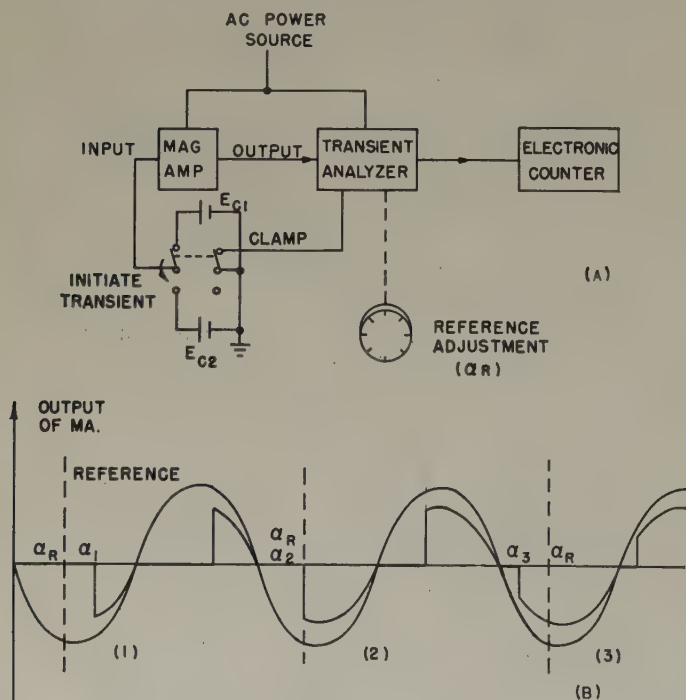 AC POWER
SOURCE
INPUT
MAG
AMP
OUTPUT
TRANSIENT
ANALYZER
ELECTRONIC
COUNTER
E_C1
CLAMP
INITIATE
TRANSIENT
E_C2
REFERENCE
ADJUSTMENT
(α_R)
(A)
OUTPUT
OF MA.
REFERENCE
α_R
α_1
α_R
α_2
α_3
α_R
(1)
(2)
(3)
(B)